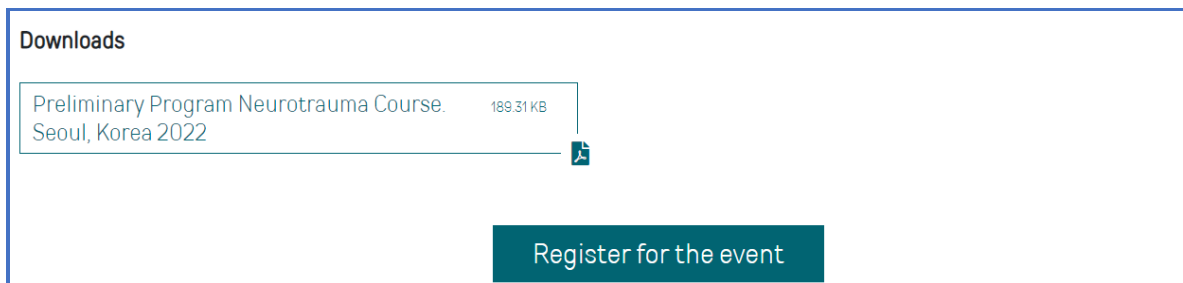 Downloads
Preliminary Program Neurotrauma Course. 189.31 KB
Seoul, Korea 2022
Register for the event